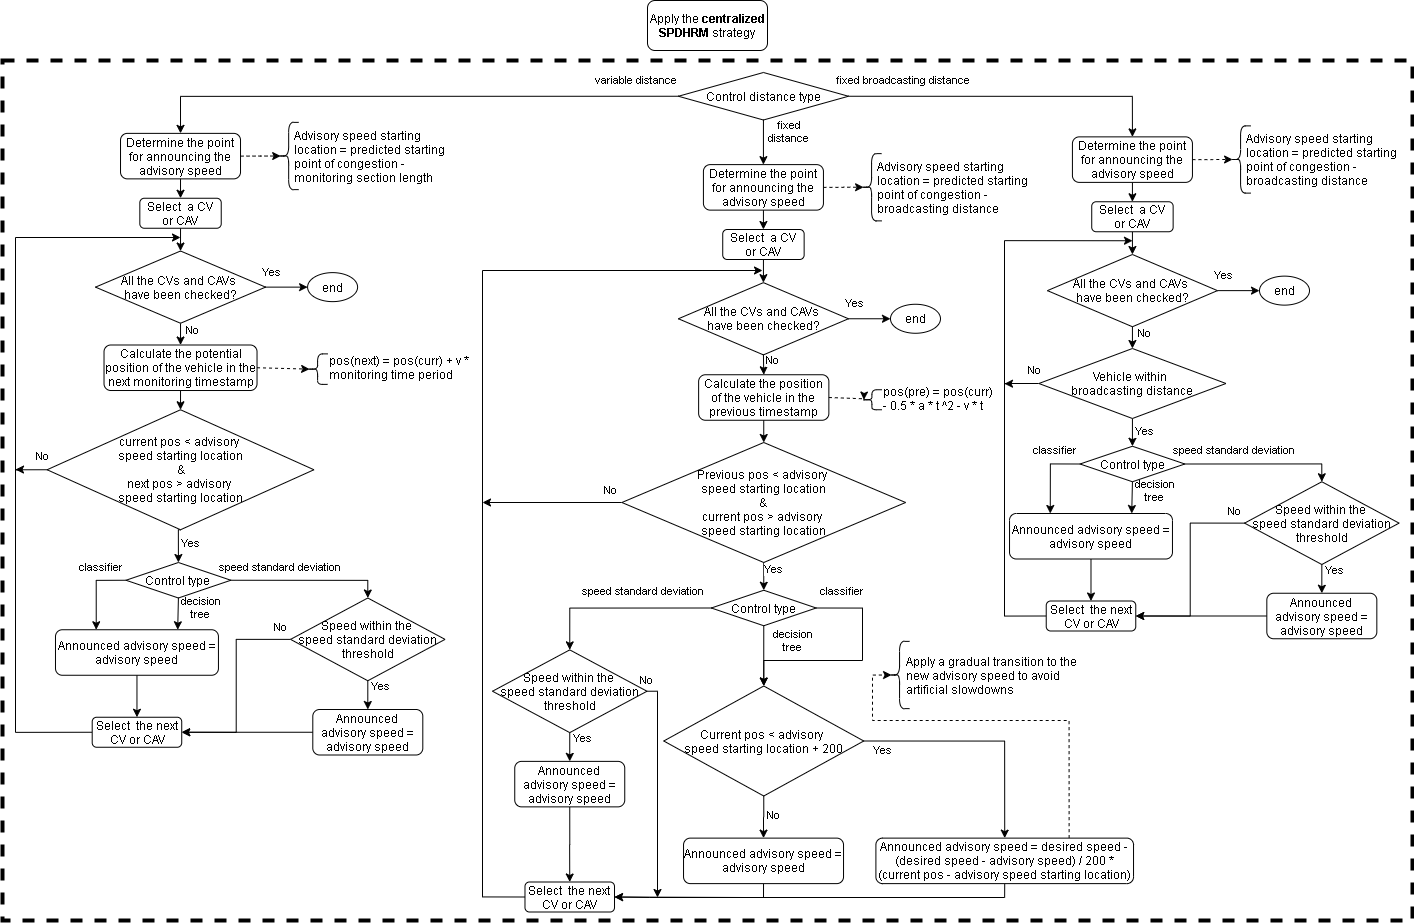 Apply the centralized
SPDHRM strategy
variable distance
Control distance type
fixed broadcasting distance
fixed
distance
Determine the point
for announcing the
advisory speed
Advisory speed starting
location = predicted starting
point of congestion -
monitoring section length
Select a CV
or CAV
All the CVs and CAVs
have been checked?
Yes
end
No
Calculate the potential
position of the vehicle in the
next monitoring timestamp
pos(next) = pos(curr) + v *
monitoring time period
current pos < advisory
speed starting location
&
next pos > advisory
speed starting location
No
Yes
classifier
Control type
speed standard deviation
decision
tree
Announced advisory speed =
advisory speed
No
Speed within the
speed standard deviation
threshold
Yes
Select the next
CV or CAV
Announced
advisory speed =
advisory speed
Determine the point
for announcing the
advisory speed
Advisory speed starting
location = predicted starting
point of congestion -
broadcasting distance
Select a CV
or CAV
All the CVs and CAVs
have been checked?
Yes
end
No
Calculate the position
of the vehicle in the
previous timestamp
pos(pre) = pos(curr)
- 0.5 * a * t ^2 - v * t
Previous pos < advisory
speed starting location
&
current pos > advisory
speed starting location
No
Yes
speed standard deviation
Control type
classifier
decision
tree
Speed within the
speed standard deviation
threshold
No
Yes
Announced
advisory speed =
advisory speed
Apply a gradual transition to the
new advisory speed to avoid
artificial slowdowns
Current pos < advisory
speed starting location + 200
Yes
No
Announced advisory speed =
advisory speed
Announced advisory speed = desired speed -
(desired speed - advisory speed) / 200 *
(current pos - advisory speed starting location)
Select the next
CV or CAV
Determine the point
for announcing the
advisory speed
Advisory speed starting
location = predicted starting
point of congestion -
broadcasting distance
Select a CV
or CAV
All the CVs and CAVs
have been checked?
Yes
end
No
Vehicle within
broadcasting distance
No
Yes
classifier
Control type
speed standard deviation
decision
tree
Announced advisory speed =
advisory speed
No
Speed within the
speed standard deviation
threshold
Yes
Select the next
CV or CAV
Announced
advisory speed =
advisory speed